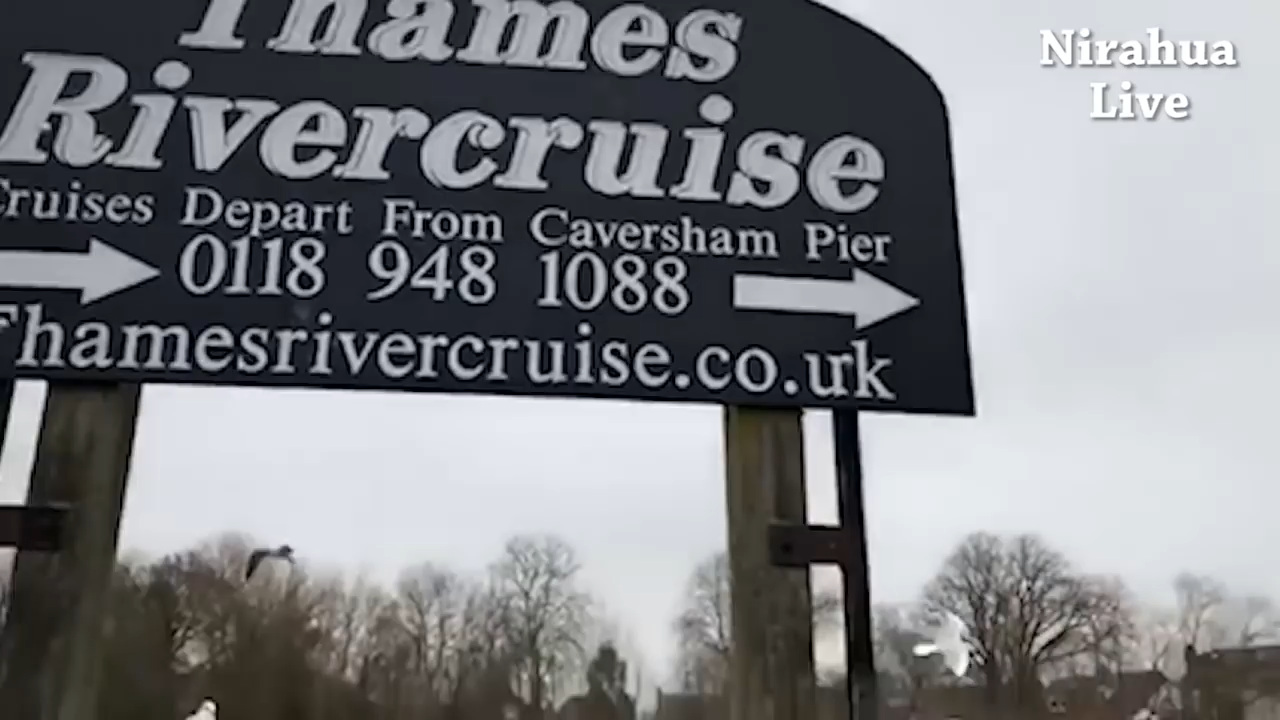 Thames
Rivercruise
Cruises Depart From Caversham Pier
0118 948 1088
Thamesrivercruise.co.uk
Nirahua
Live